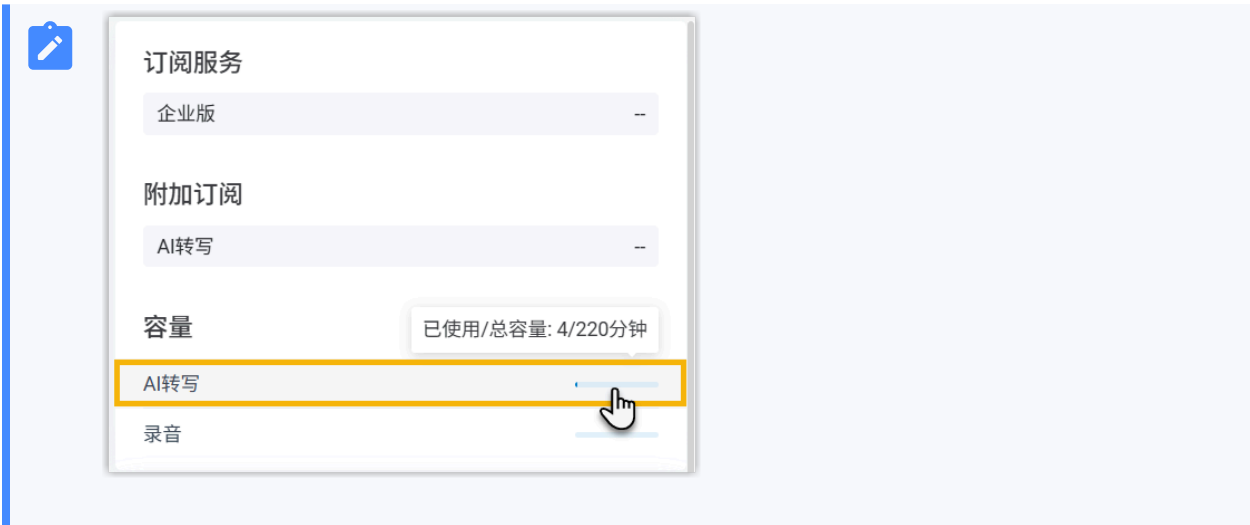 订阅服务
企业版 --
附加订阅
AI转写 --
容量 已使用/总容量: 4/220分钟
AI转写
录音